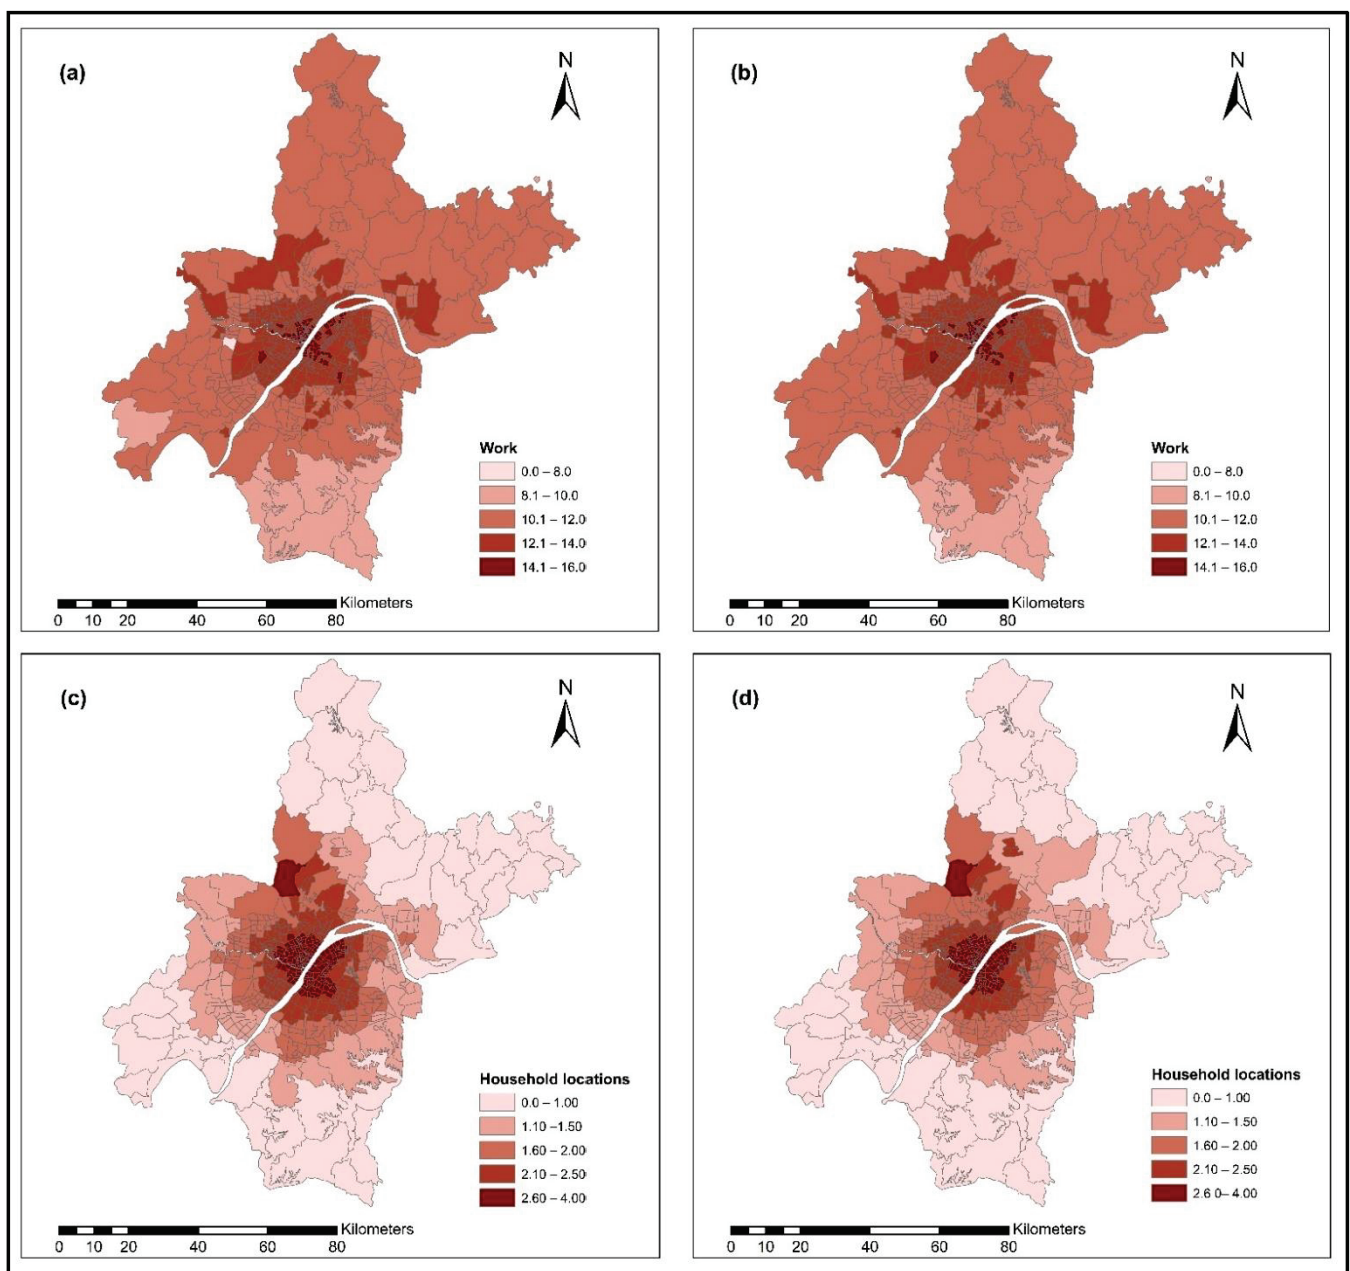 (a)
N
Work
0.0 – 8.0
8.1 – 10.0
10.1 – 12.0
12.1 – 14.0
14.1 – 16.0
Kilometers
0 10 20 40 60 80
(b)
N
Work
0.0 – 8.0
8.1 – 10.0
10.1 – 12.0
12.1 – 14.0
14.1 – 16.0
Kilometers
0 10 20 40 60 80
(c)
N
Household locations
0.0 – 1.00
1.10 –1.50
1.60 – 2.00
2.10 – 2.50
2.60 – 4.00
Kilometers
0 10 20 40 60 80
(d)
N
Household locations
0.0 – 1.00
1.10 – 1.50
1.60 – 2.00
2.10 – 2.50
2.6 0– 4.00
Kilometers
0 10 20 40 60 80